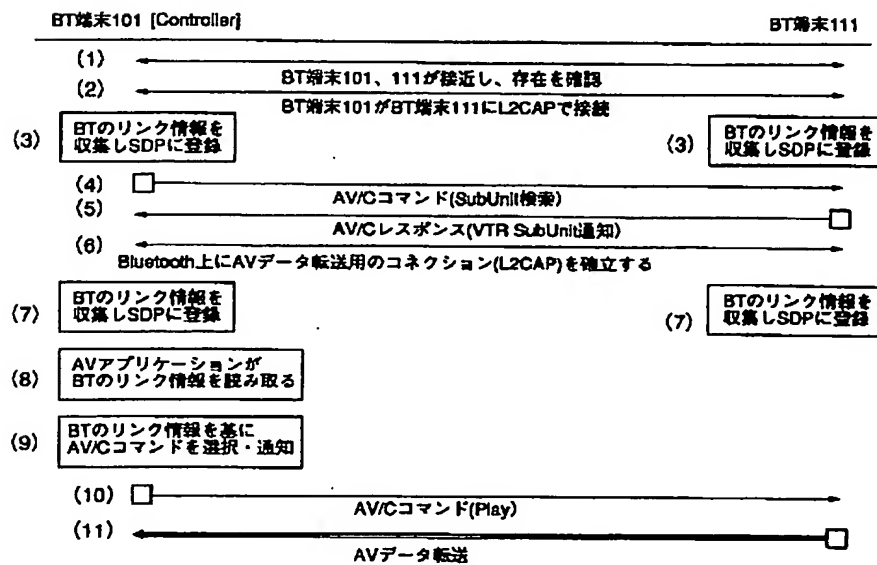 BT端末101 [Controller]
BT端末111
(1)
BT端末101、111が接近し、存在を確認
(2)
BT端末101がBT端末111にL2CAPで接続
(3)
BTのリンク情報を
収集しSDPに登録
(3)
BTのリンク情報を
収集しSDPに登録
(4)
AV/Cコマンド(SubUnit検索)
(5)
AV/Cレスポンス(VTR SubUnit通知)
(6)
Bluetooth上にAVデータ転送用のコネクション(L2CAP)を確立する
(7)
BTのリンク情報を
収集しSDPに登録
(7)
BTのリンク情報を
収集しSDPに登録
(8)
AVアプリケーションが
BTのリンク情報を読み取る
(9)
BTのリンク情報を基に
AV/Cコマンドを選択・通知
(10)
AV/Cコマンド(Play)
(11)
AVデータ転送